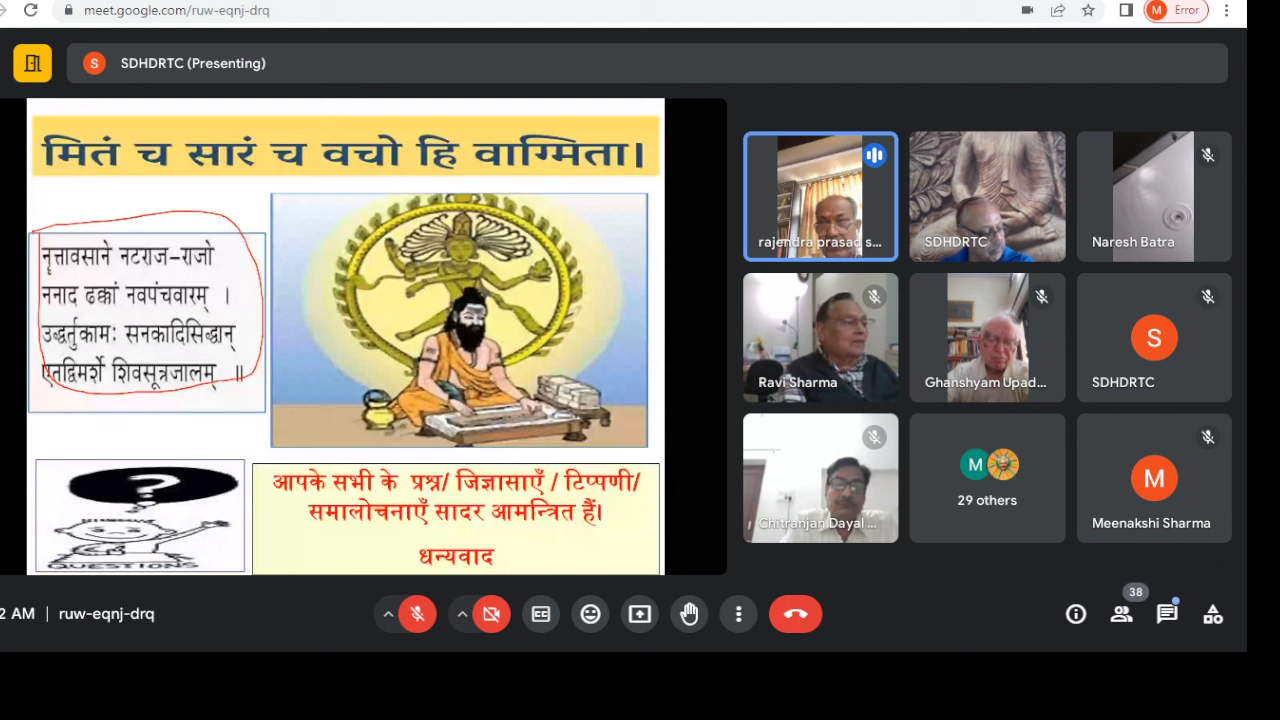 meet.google.com/ruw-eqnj-drq
M Error
S SDHDRTC (Presenting)
मितं च सारं च वचो हि वाग्मिता।
नृत्तावसाने नटराज-राजो
ननाद ढक्कां नवपंचवारम् ।
उद्धर्तुकामः सनकादिसिद्धान्
एतद्विमर्शे शिवसूत्रजालम् ॥
?
QUESTIONS
आपके सभी के प्रश्न/ जिज्ञासाएँ / टिप्पणी/
समालोचनाएँ सादर आमन्त्रित हैं।
धन्यवाद
rajendra prasad s...
SDHDRTC
Naresh Batra
Ravi Sharma
Ghanshyam Upad...
S
SDHDRTC
Chitranjan Dayal ...
M
29 others
M
Meenakshi Sharma
2 AM | ruw-eqnj-drq
38